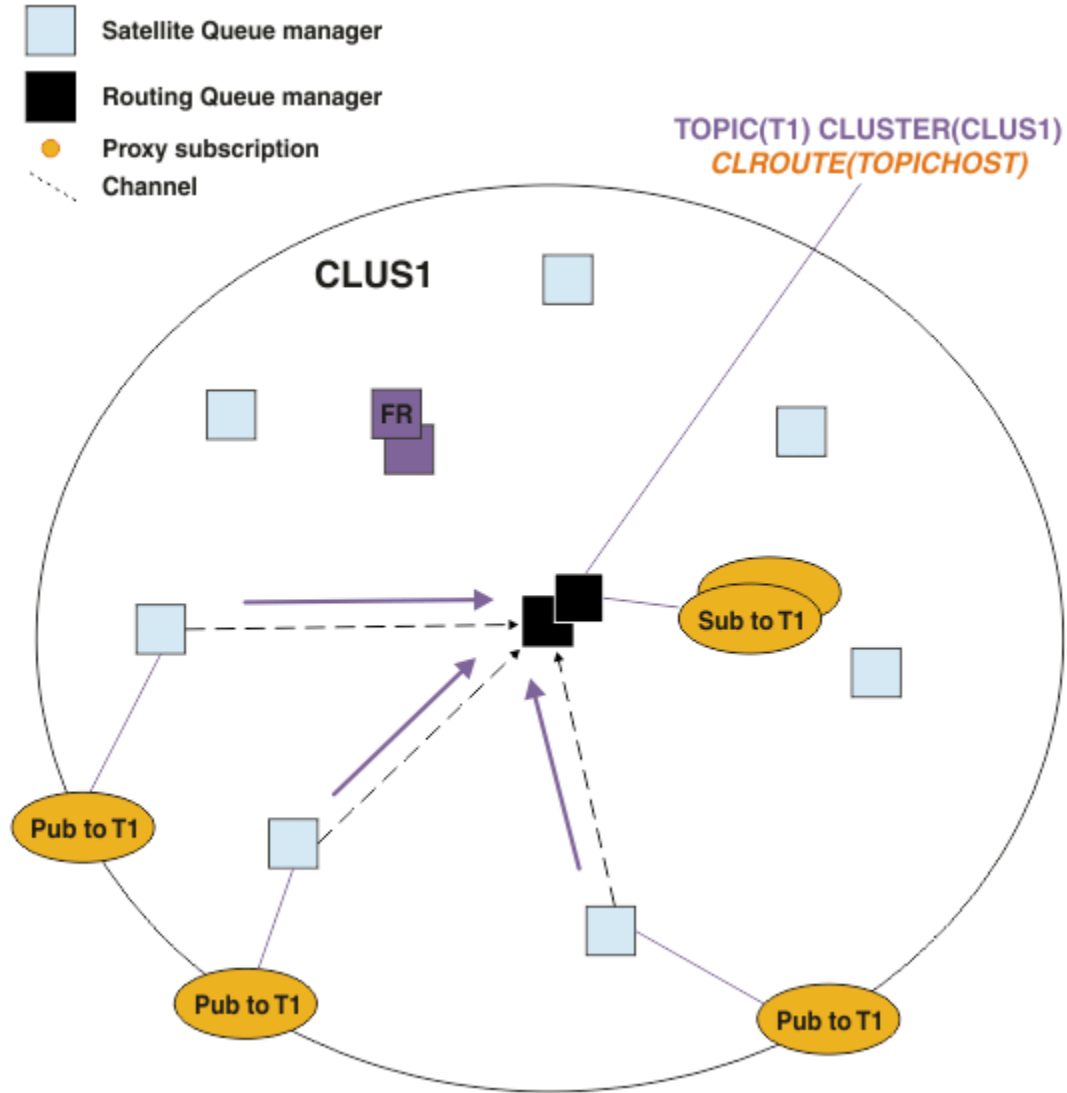 Satellite Queue manager
Routing Queue manager
Proxy subscription
Channel
TOPIC(T1) CLUSTER(CLUS1)
CLROUTE(TOPICHOST)
CLUS1
FR
Sub to T1
Pub to T1
Pub to T1
Pub to T1